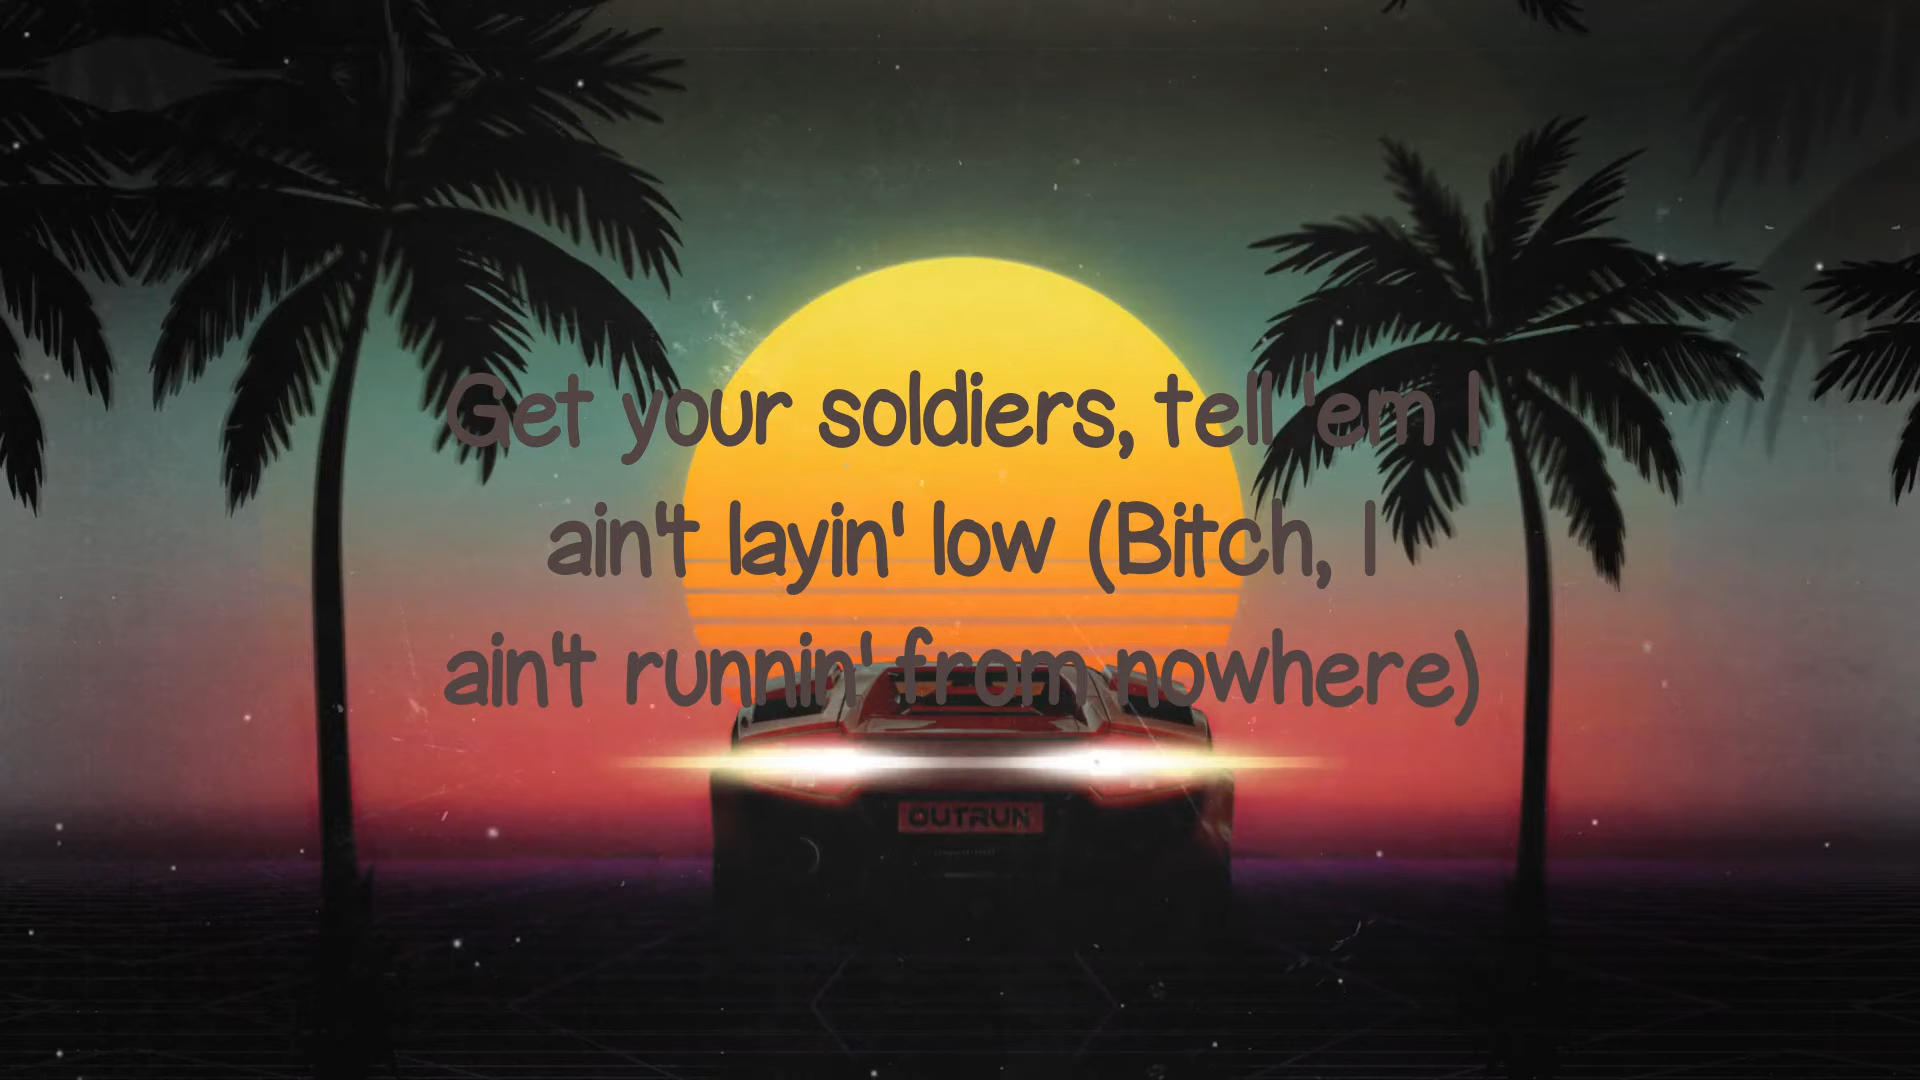 Get your soldiers, tell 'em I
ain't layin' low (Bitch, I
ain't runnin' from nowhere)
OUTRUN